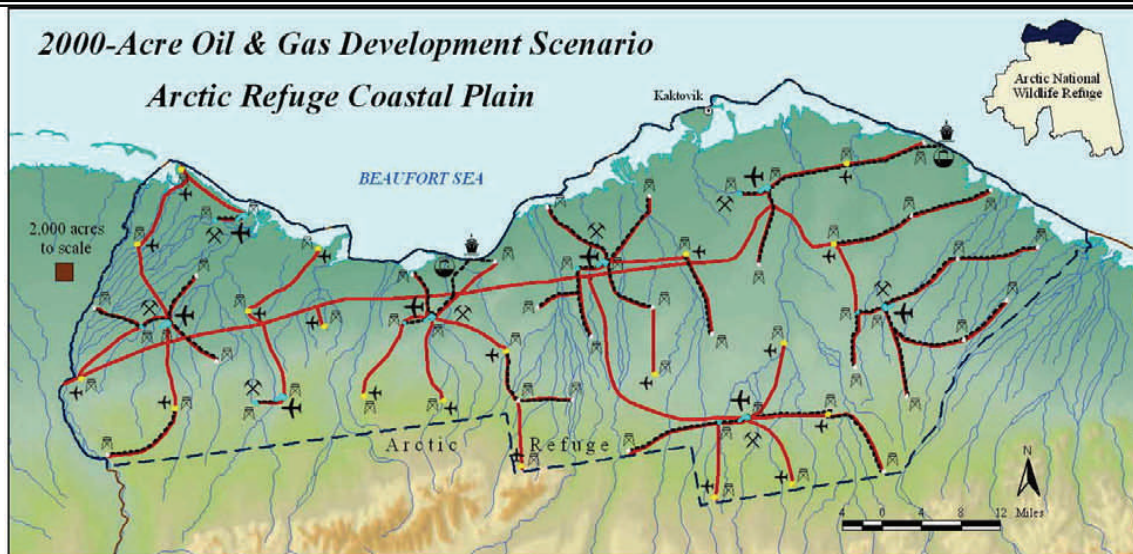 2000-Acre Oil & Gas Development Scenario
Arctic Refuge Coastal Plain
Arctic National
Wildlife Refuge
Kaktovik
BEAUFORT SEA
2,000 acres
to scale
Arctic Refuge
N
4 0 4 8 12 Miles